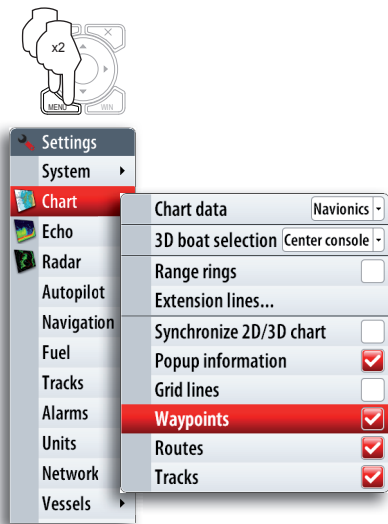 x2
MENU
WIN
Settings
System
Chart
Echo
Radar
Autopilot
Navigation
Fuel
Tracks
Alarms
Units
Network
Vessels
Chart data Navionics
3D boat selection Center console
Range rings
Extension lines...
Synchronize 2D/3D chart
Popup information
Grid lines
Waypoints
Routes
Tracks